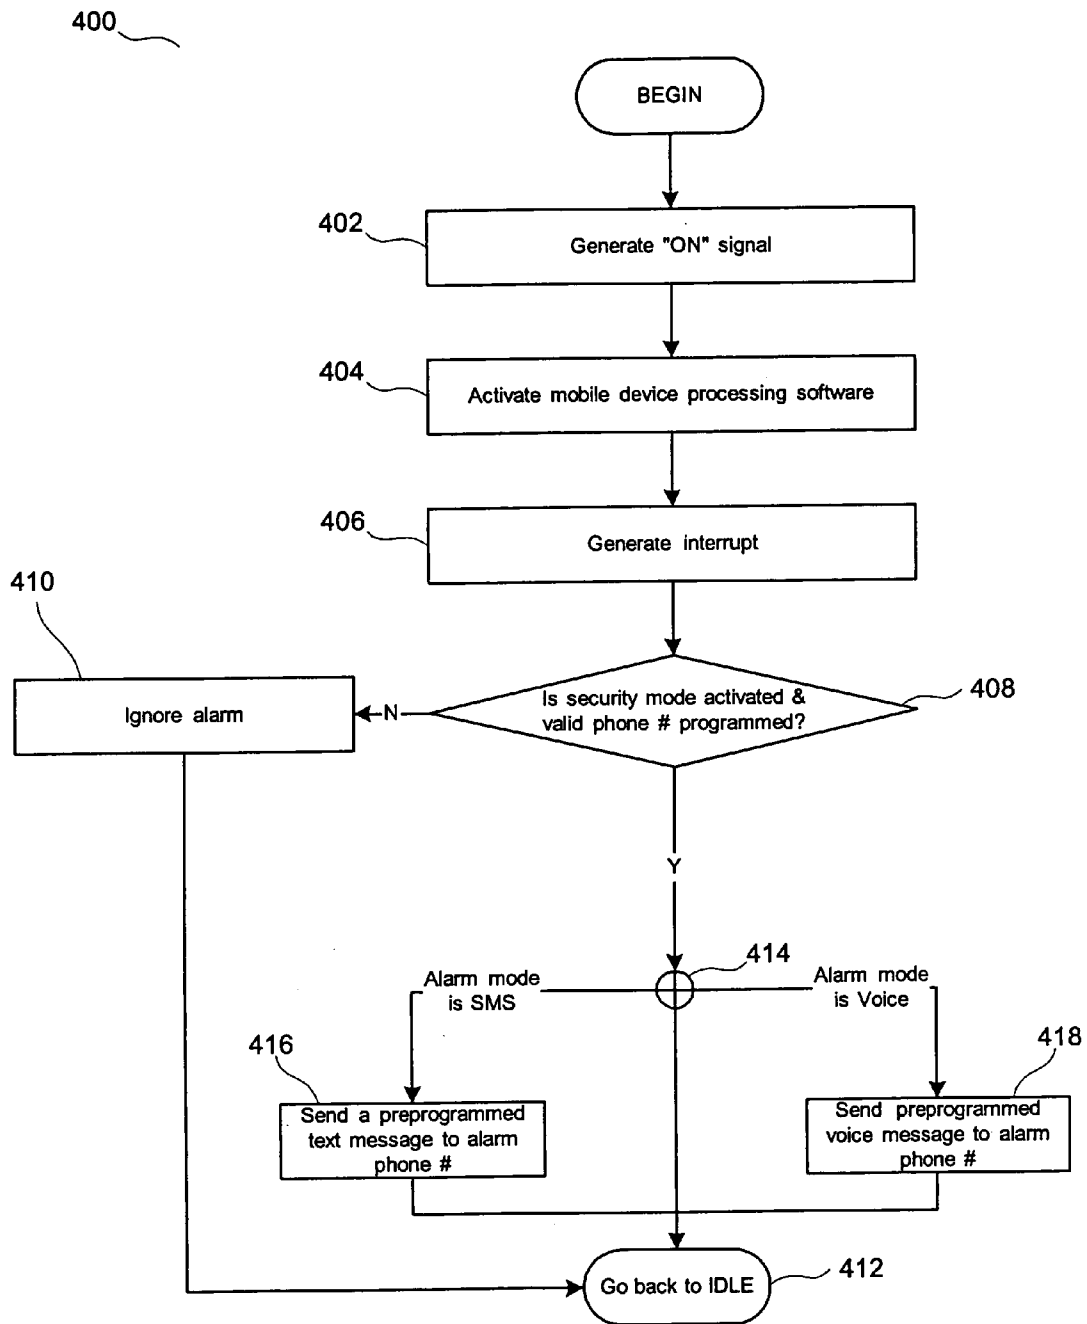 400
BEGIN
402
Generate "ON" signal
404
Activate mobile device processing software
406
Generate interrupt
410
Ignore alarm
N
Is security mode activated &
valid phone # programmed?
408
Y
414
Alarm mode
is SMS
Alarm mode
is Voice
416
Send a preprogrammed
text message to alarm
phone #
418
Send preprogrammed
voice message to alarm
phone #
Go back to IDLE
412